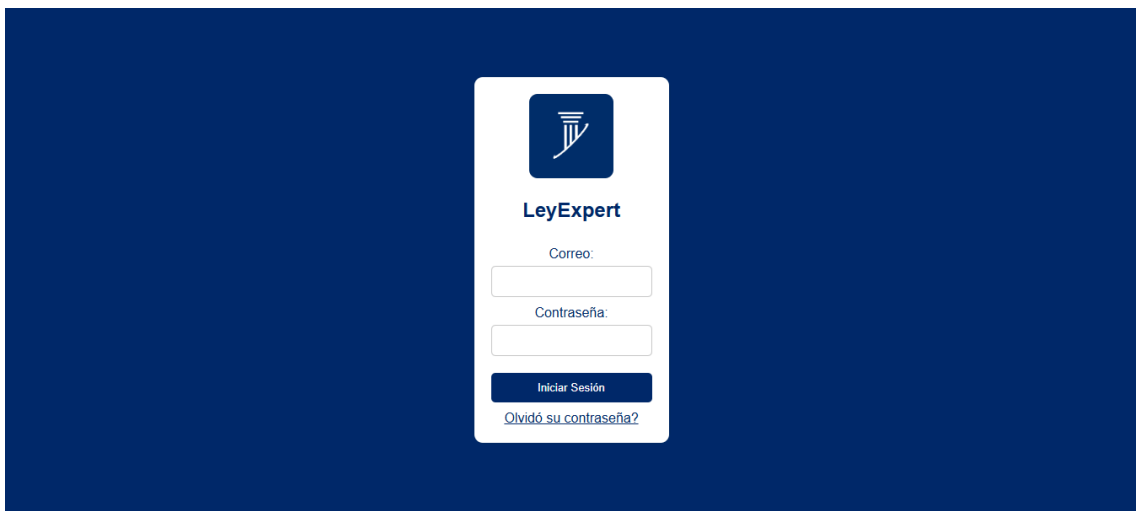 LeyExpert
Correo:
Contraseña:
Iniciar Sesión
Olvidó su contraseña?